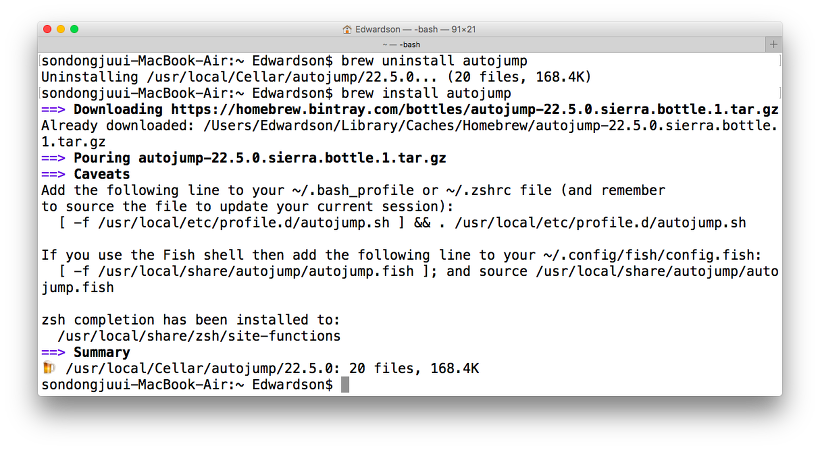 Edwardson — -bash — 91×21
~ — -bash
sondongjuui-MacBook-Air:~ Edwardson$ brew uninstall autojump
Uninstalling /usr/local/Cellar/autojump/22.5.0... (20 files, 168.4K)
sondongjuui-MacBook-Air:~ Edwardson$ brew install autojump
==> Downloading https://homebrew.bintray.com/bottles/autojump-22.5.0.sierra.bottle.1.tar.gz
Already downloaded: /Users/Edwardson/Library/Caches/Homebrew/autojump-22.5.0.sierra.bottle.
1.tar.gz
==> Pouring autojump-22.5.0.sierra.bottle.1.tar.gz
==> Caveats
Add the following line to your ~/.bash_profile or ~/.zshrc file (and remember
to source the file to update your current session):
  [ -f /usr/local/etc/profile.d/autojump.sh ] && . /usr/local/etc/profile.d/autojump.sh

If you use the Fish shell then add the following line to your ~/.config/fish/config.fish:
  [ -f /usr/local/share/autojump/autojump.fish ]; and source /usr/local/share/autojump/auto
jump.fish

zsh completion has been installed to:
  /usr/local/share/zsh/site-functions
==> Summary
🍺 /usr/local/Cellar/autojump/22.5.0: 20 files, 168.4K
sondongjuui-MacBook-Air:~ Edwardson$